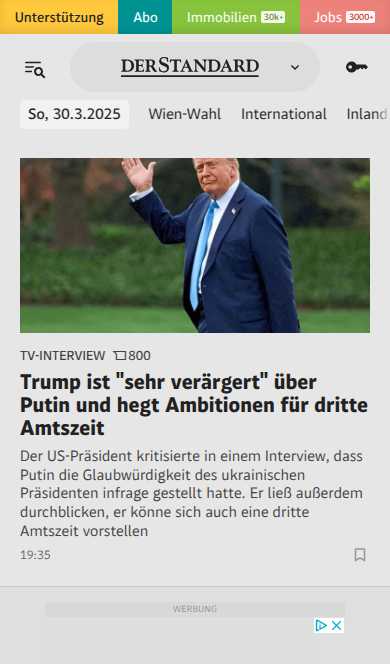 Unterstützung Abo Immobilien 30k+ Jobs 3000+
DERSTANDARD
So, 30.3.2025 Wien-Wahl International Inland
TV-INTERVIEW 800
Trump ist "sehr verärgert" über
Putin und hegt Ambitionen für dritte
Amtszeit
Der US-Präsident kritisierte in einem Interview, dass
Putin die Glaubwürdigkeit des ukrainischen
Präsidenten infrage gestellt hatte. Er ließ außerdem
durchblicken, er könne sich auch eine dritte
Amtszeit vorstellen
19:35
WERBUNG